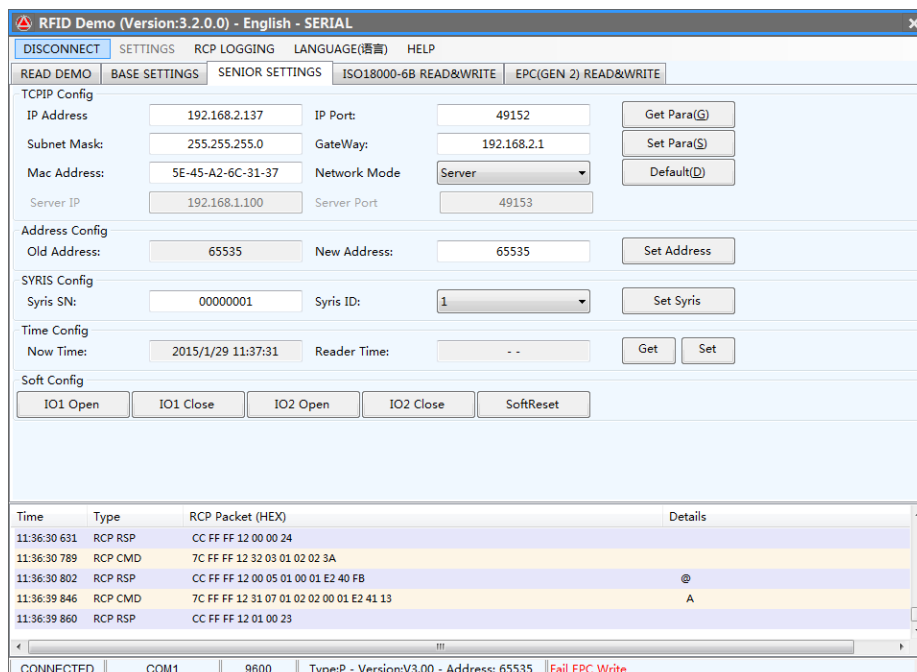 RFID Demo (Version:3.2.0.0) - English - SERIAL
DISCONNECT SETTINGS RCP LOGGING LANGUAGE(语言) HELP
READ DEMO BASE SETTINGS SENIOR SETTINGS ISO18000-6B READ&WRITE EPC(GEN 2) READ&WRITE
TCPIP Config
IP Address 192.168.2.137 IP Port: 49152 Get Para(G)
Subnet Mask: 255.255.255.0 GateWay: 192.168.2.1 Set Para(S)
Mac Address: 5E-45-A2-6C-31-37 Network Mode Server Default(D)
Server IP 192.168.1.100 Server Port 49153
Address Config
Old Address: 65535 New Address: 65535 Set Address
SYRIS Config
Syris SN: 00000001 Syris ID: 1 Set Syris
Time Config
Now Time: 2015/1/29 11:37:31 Reader Time: - - Get Set
Soft Config
IO1 Open IO1 Close IO2 Open IO2 Close SoftReset
Time Type RCP Packet (HEX) Details
11:36:30 631 RCP RSP CC FF FF 12 00 00 24
11:36:30 789 RCP CMD 7C FF FF 12 32 03 01 02 02 3A
11:36:30 802 RCP RSP CC FF FF 12 00 05 01 00 01 E2 40 FB @
11:36:39 846 RCP CMD 7C FF FF 12 31 07 01 02 02 00 01 E2 41 13 A
11:36:39 860 RCP RSP CC FF FF 12 01 00 23
CONNECTED COM1 9600 Type:P - Version:V3.00 - Address: 65535 Fail EPC Write